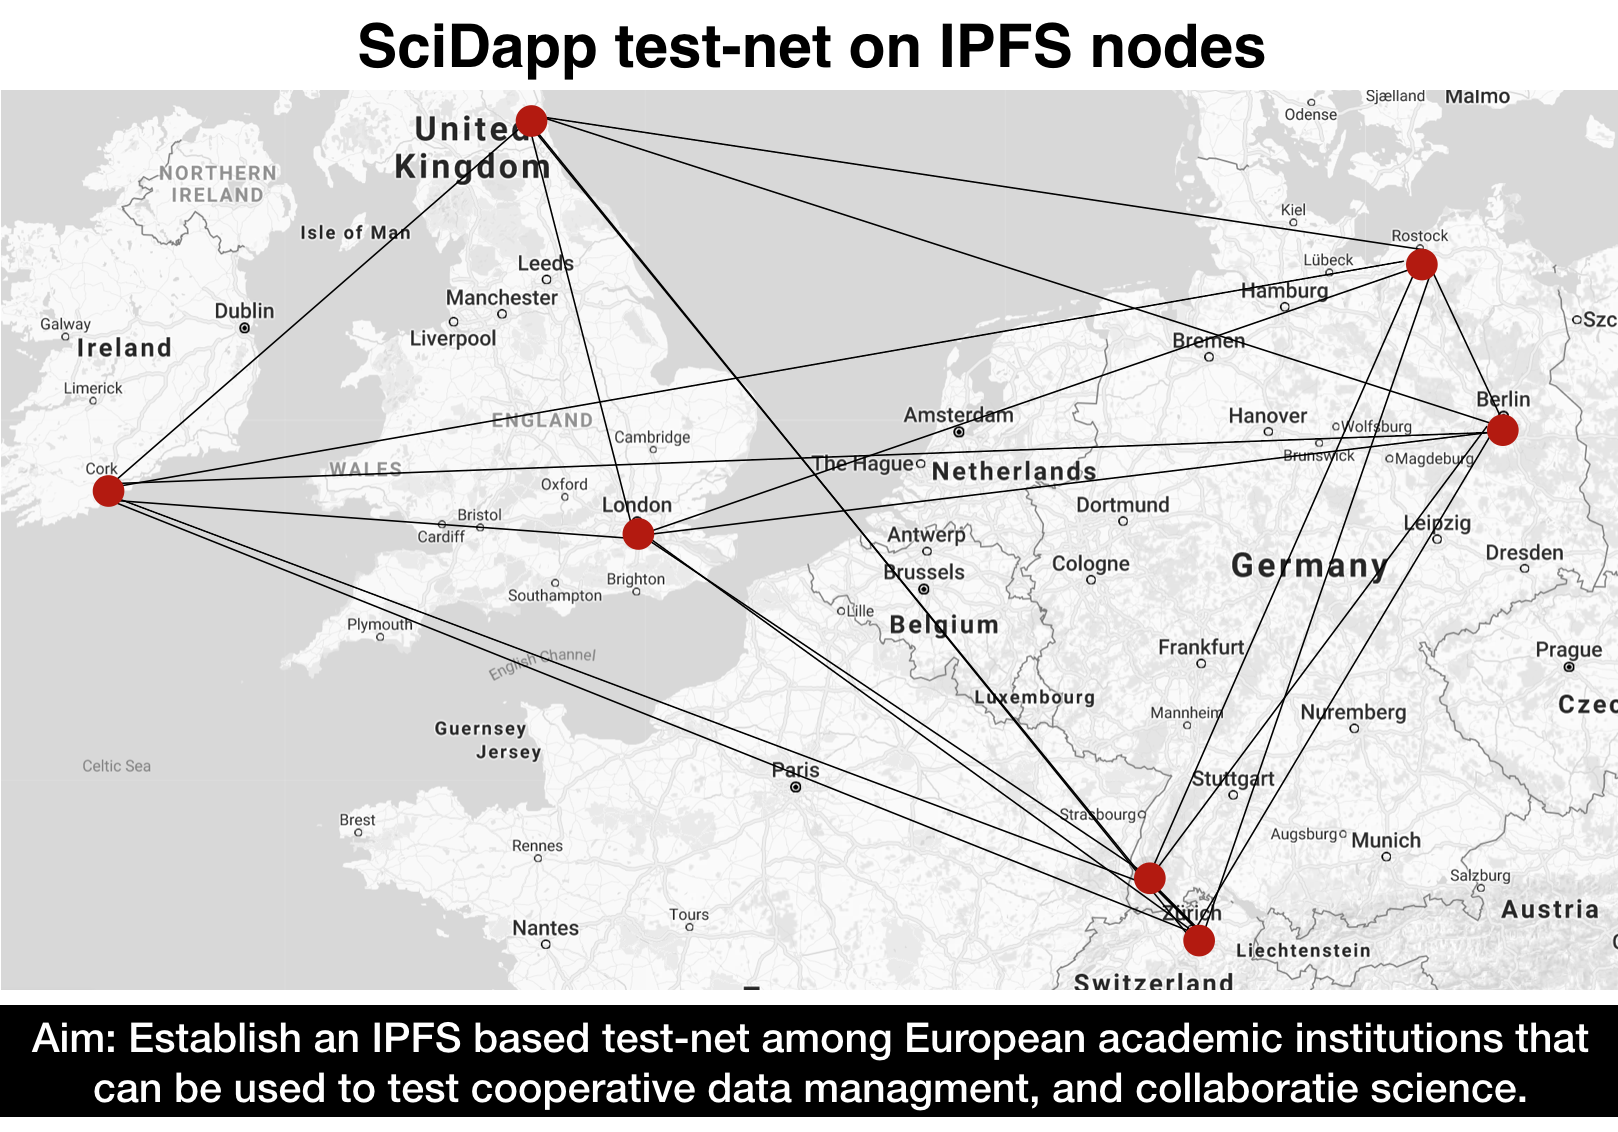 SciDapp test-net on IPFS nodes
Sjælland
Malmo
Odense
United
Kingdom
NORTHERN
IRELAND
Isle of Man
Kiel
Rostock
Lübeck
Leeds
Hamburg
Manchester
Dublin
Galway
Liverpool
Szc
Ireland
Bremen
Limerick
Berlin
Amsterdam
Hanover
ENGLAND
Wolfsburg
Cambridge
Brunswick
Magdeburg
Cork
WALES
The Hague
Netherlands
Oxford
London
Dortmund
Bristol
Cardiff
Leipzig
Antwerp
Dresden
Cologne
Germany
Brussels
Brighton
Southampton
Lille
Belgium
Plymouth
Frankfurt
Prague
English Channel
Luxembourg
Czec
Mannheim
Nuremberg
Guernsey
Jersey
Celtic Sea
Paris
Stuttgart
Strasbourg
Brest
Augsburg
Munich
Rennes
Salzburg
Tours
Zürich
Austria
Nantes
Liechtenstein
Switzerland
Aim: Establish an IPFS based test-net among European academic institutions that
can be used to test cooperative data managment, and collaboratie science.